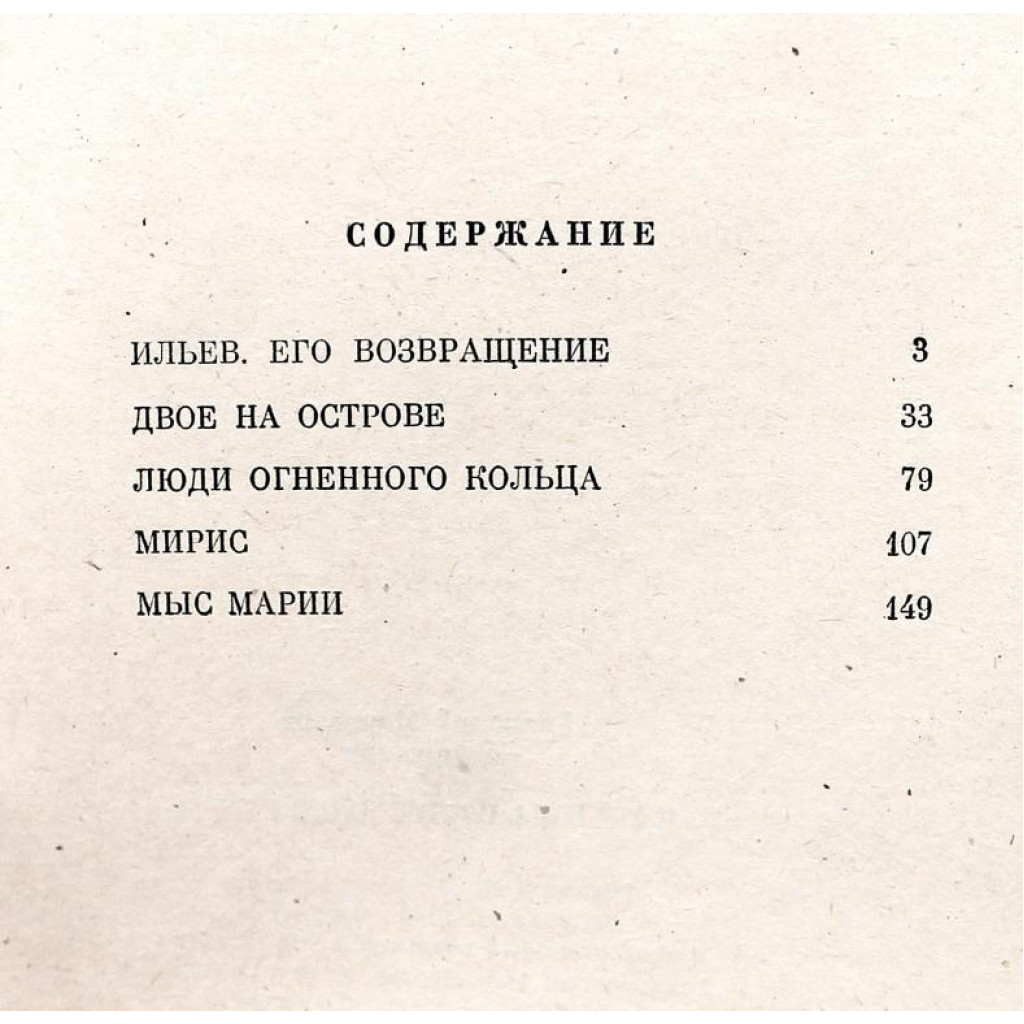 СОДЕРЖАНИЕ
ИЛЬЕВ. ЕГО ВОЗВРАЩЕНИЕ 3
ДВОЕ НА ОСТРОВЕ 33
ЛЮДИ ОГНЕННОГО КОЛЬЦА 79
МИРИС 107
МЫС МАРИИ 149